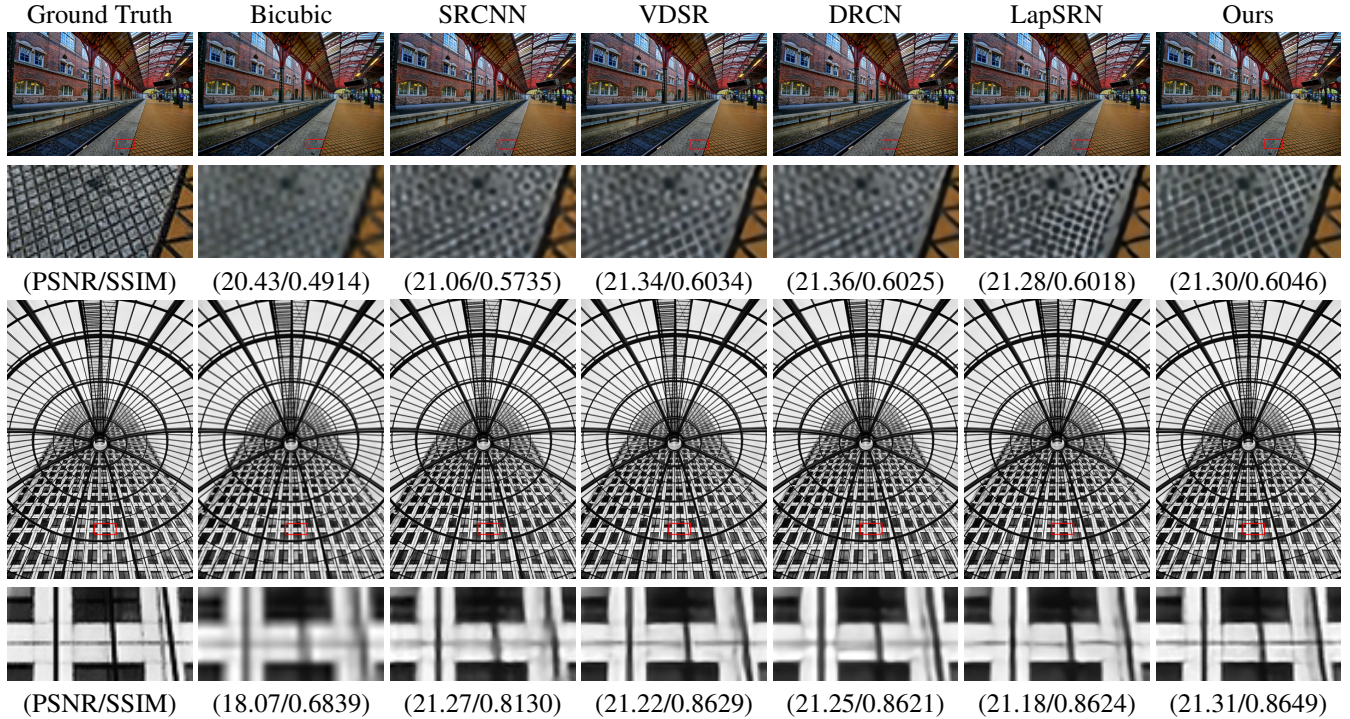 Ground Truth Bicubic SRCNN VDSR DRCN LapSRN Ours
(PSNR/SSIM) (20.43/0.4914) (21.06/0.5735) (21.34/0.6034) (21.36/0.6025) (21.28/0.6018) (21.30/0.6046)
(PSNR/SSIM) (18.07/0.6839) (21.27/0.8130) (21.22/0.8629) (21.25/0.8621) (21.18/0.8624) (21.31/0.8649)